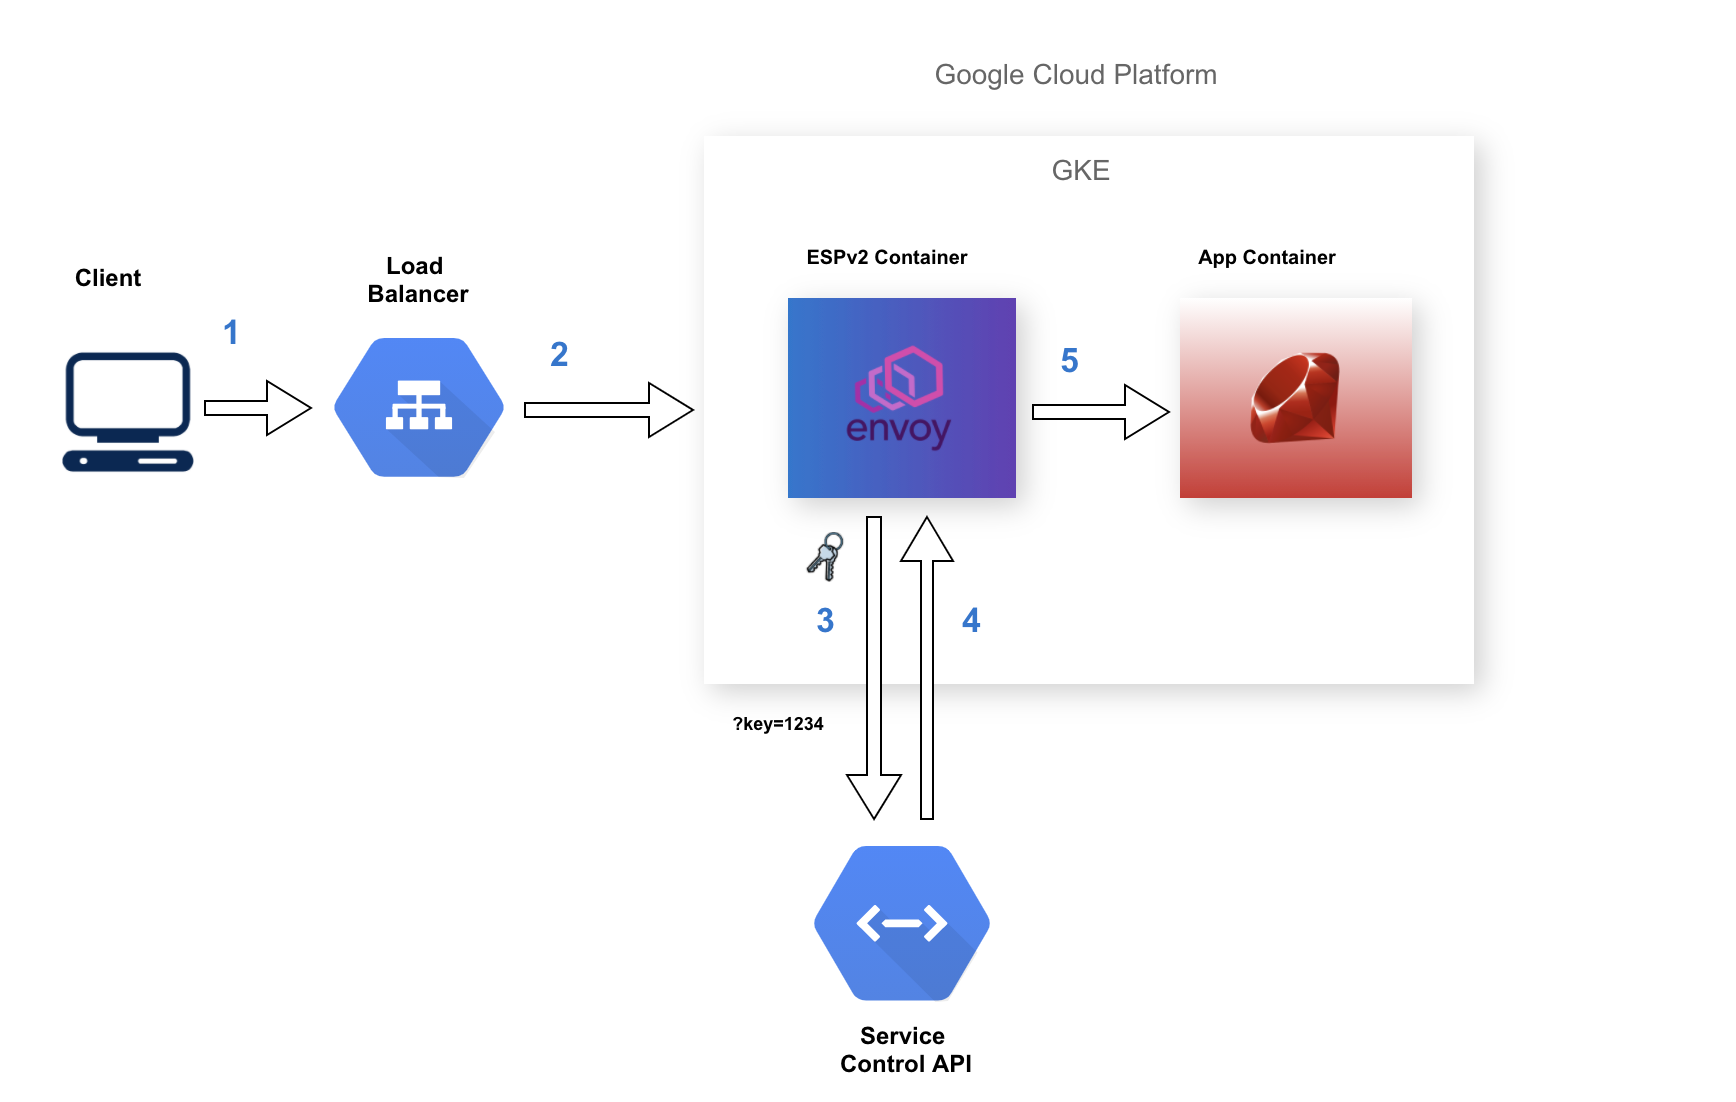 Google Cloud Platform
GKE
ESPv2 Container
App Container
Client
Load
Balancer
1
2
envoy
5
3
4
?key=1234
Service
Control API